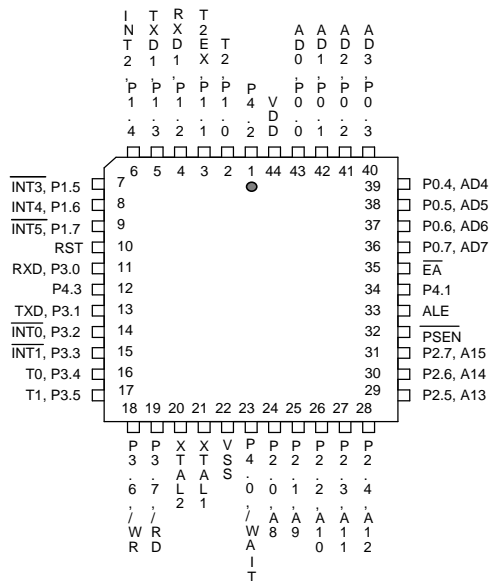 INT2, P1.4
TXD1, P1.3
RXD1, P1.2
T2EX, P1.1
T2, P1.0
P4.2
VDD
AD0, P0.0
AD1, P0.1
AD2, P0.2
AD3, P0.3
6 5 4 3 2 1 44 43 42 41 40
INT3, P1.5 7
INT4, P1.6 8
INT5, P1.7 9
RST 10
RXD, P3.0 11
P4.3 12
TXD, P3.1 13
INT0, P3.2 14
INT1, P3.3 15
T0, P3.4 16
T1, P3.5 17
39 P0.4, AD4
38 P0.5, AD5
37 P0.6, AD6
36 P0.7, AD7
35 EA
34 P4.1
33 ALE
32 PSEN
31 P2.7, A15
30 P2.6, A14
29 P2.5, A13
18 19 20 21 22 23 24 25 26 27 28
P3.6, /WR
P3.7, /RD
XTAL2
XTAL1
VSS
P4.0, /WAIT
P2.0, A8
P2.1, A9
P2.2, A10
P2.3, A11
P2.4, A12